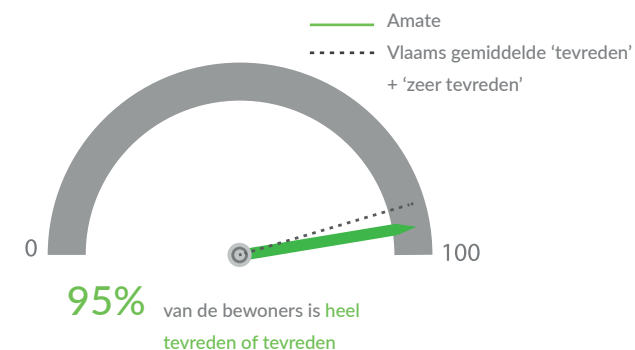 Amate
Vlaams gemiddelde ‘tevreden’
+ ‘zeer tevreden’
0
100
95%
van de bewoners is heel
tevreden of tevreden